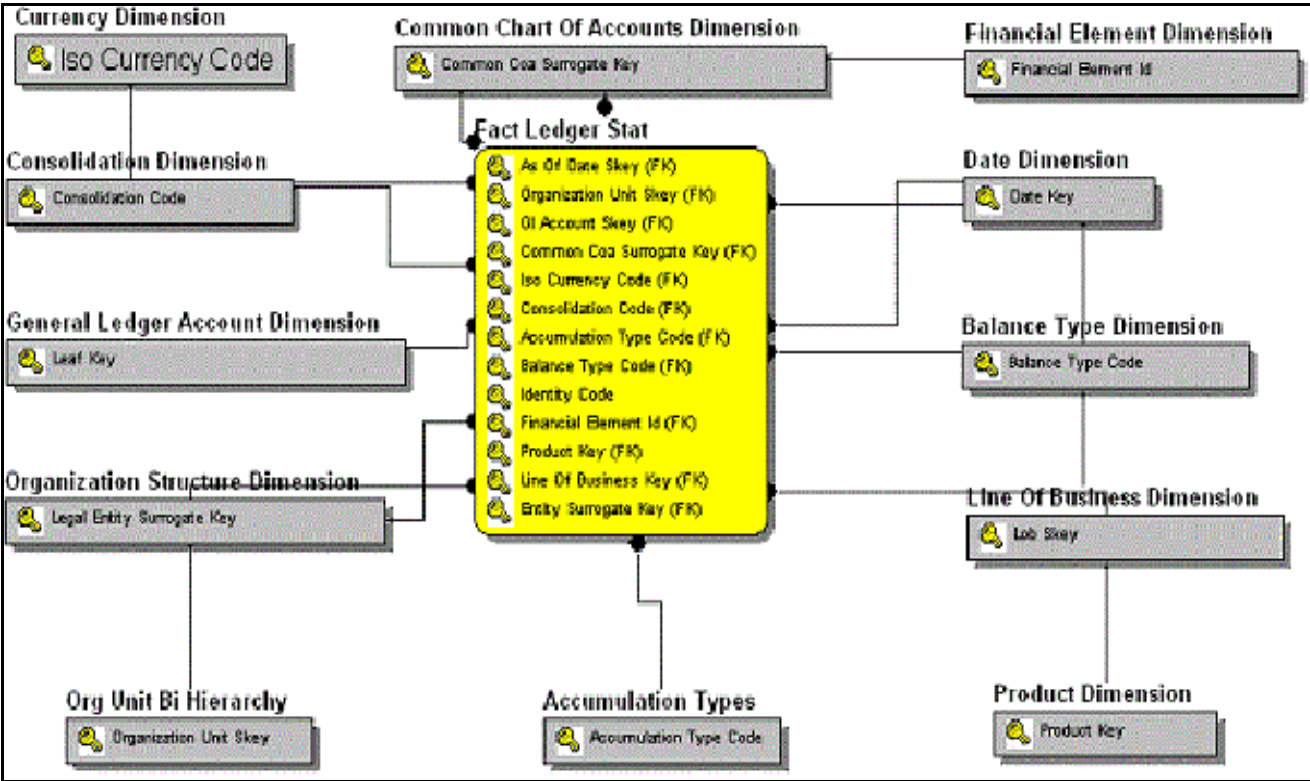 Currency Dimension
Iso Currency Code
Common Chart Of Accounts Dimension
Common Coa Surrogate Key
Financial Element Dimension
Financial Element Id
Consolidation Dimension
Consolidation Code
Fact Ledger Stat
As Of Date Skey (FK)
Organization Unit Skey (FK)
Gl Account Skey (FK)
Common Coa Surrogate Key (FK)
Iso Currency Code (FK)
Consolidation Code (FK)
Accumulation Type Code (FK)
Balance Type Code (FK)
Identity Code
Financial Element Id (FK)
Product Key (FK)
Line Of Business Key (FK)
Entity Surrogate Key (FK)
Date Dimension
Date Key
General Ledger Account Dimension
Leaf Key
Balance Type Dimension
Balance Type Code
Organization Structure Dimension
Legal Entity Surrogate Key
Line Of Business Dimension
Lob Skey
Org Unit Bi Hierarchy
Organization Unit Skey
Accumulation Types
Accumulation Type Code
Product Dimension
Product Key